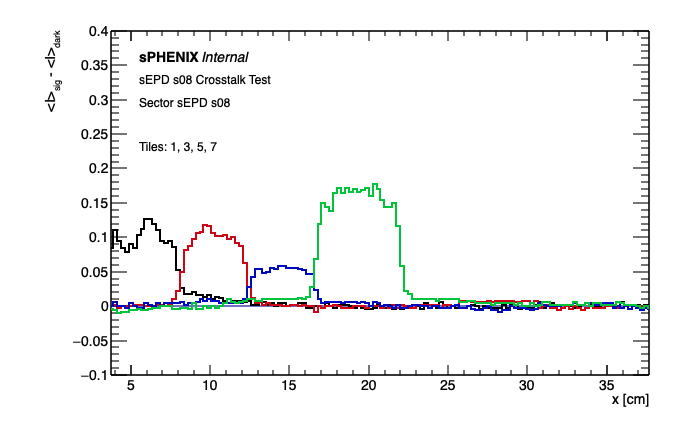 <I>sig - <I>dark
0.4
0.35
0.3
0.25
0.2
0.15
0.1
0.05
0
−0.05
−0.1
sPHENIX Internal
sEPD s08 Crosstalk Test
Sector sEPD s08
Tiles: 1, 3, 5, 7
5 10 15 20 25 30 35
x [cm]